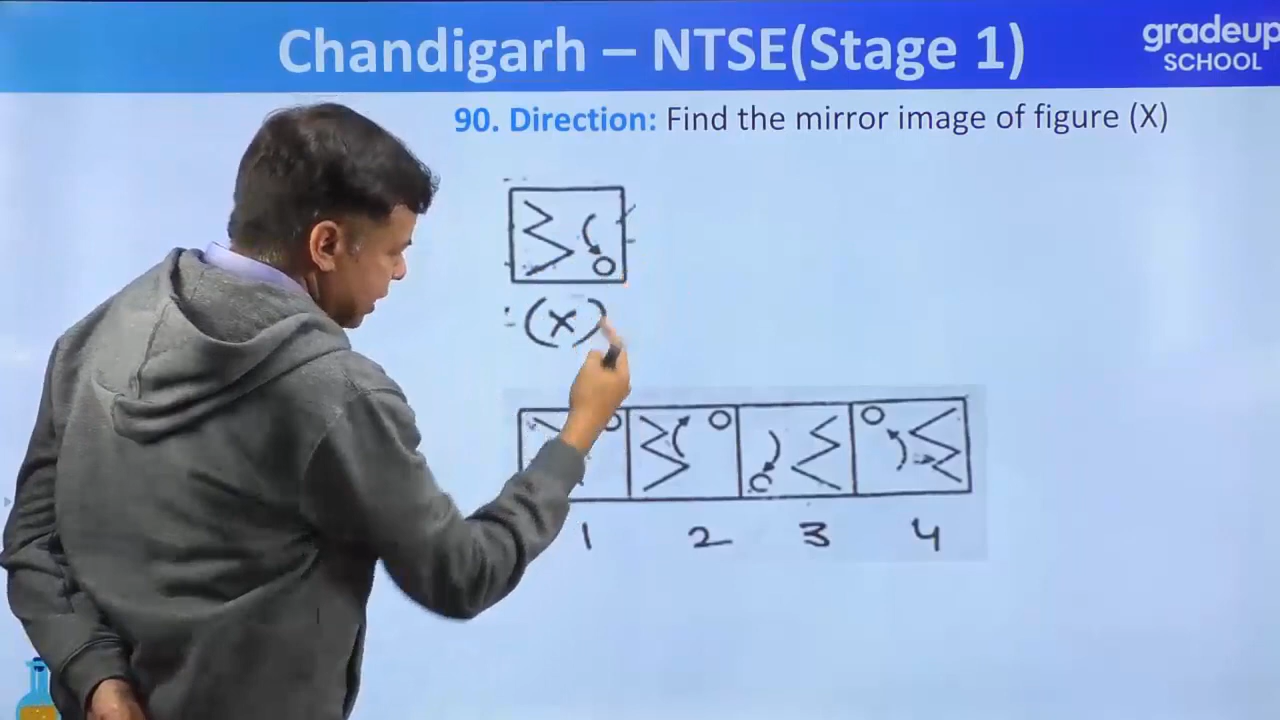 Chandigarh – NTSE(Stage 1)
gradeup
SCHOOL
90. Direction: Find the mirror image of figure (X)
(X)
1 2 3 4